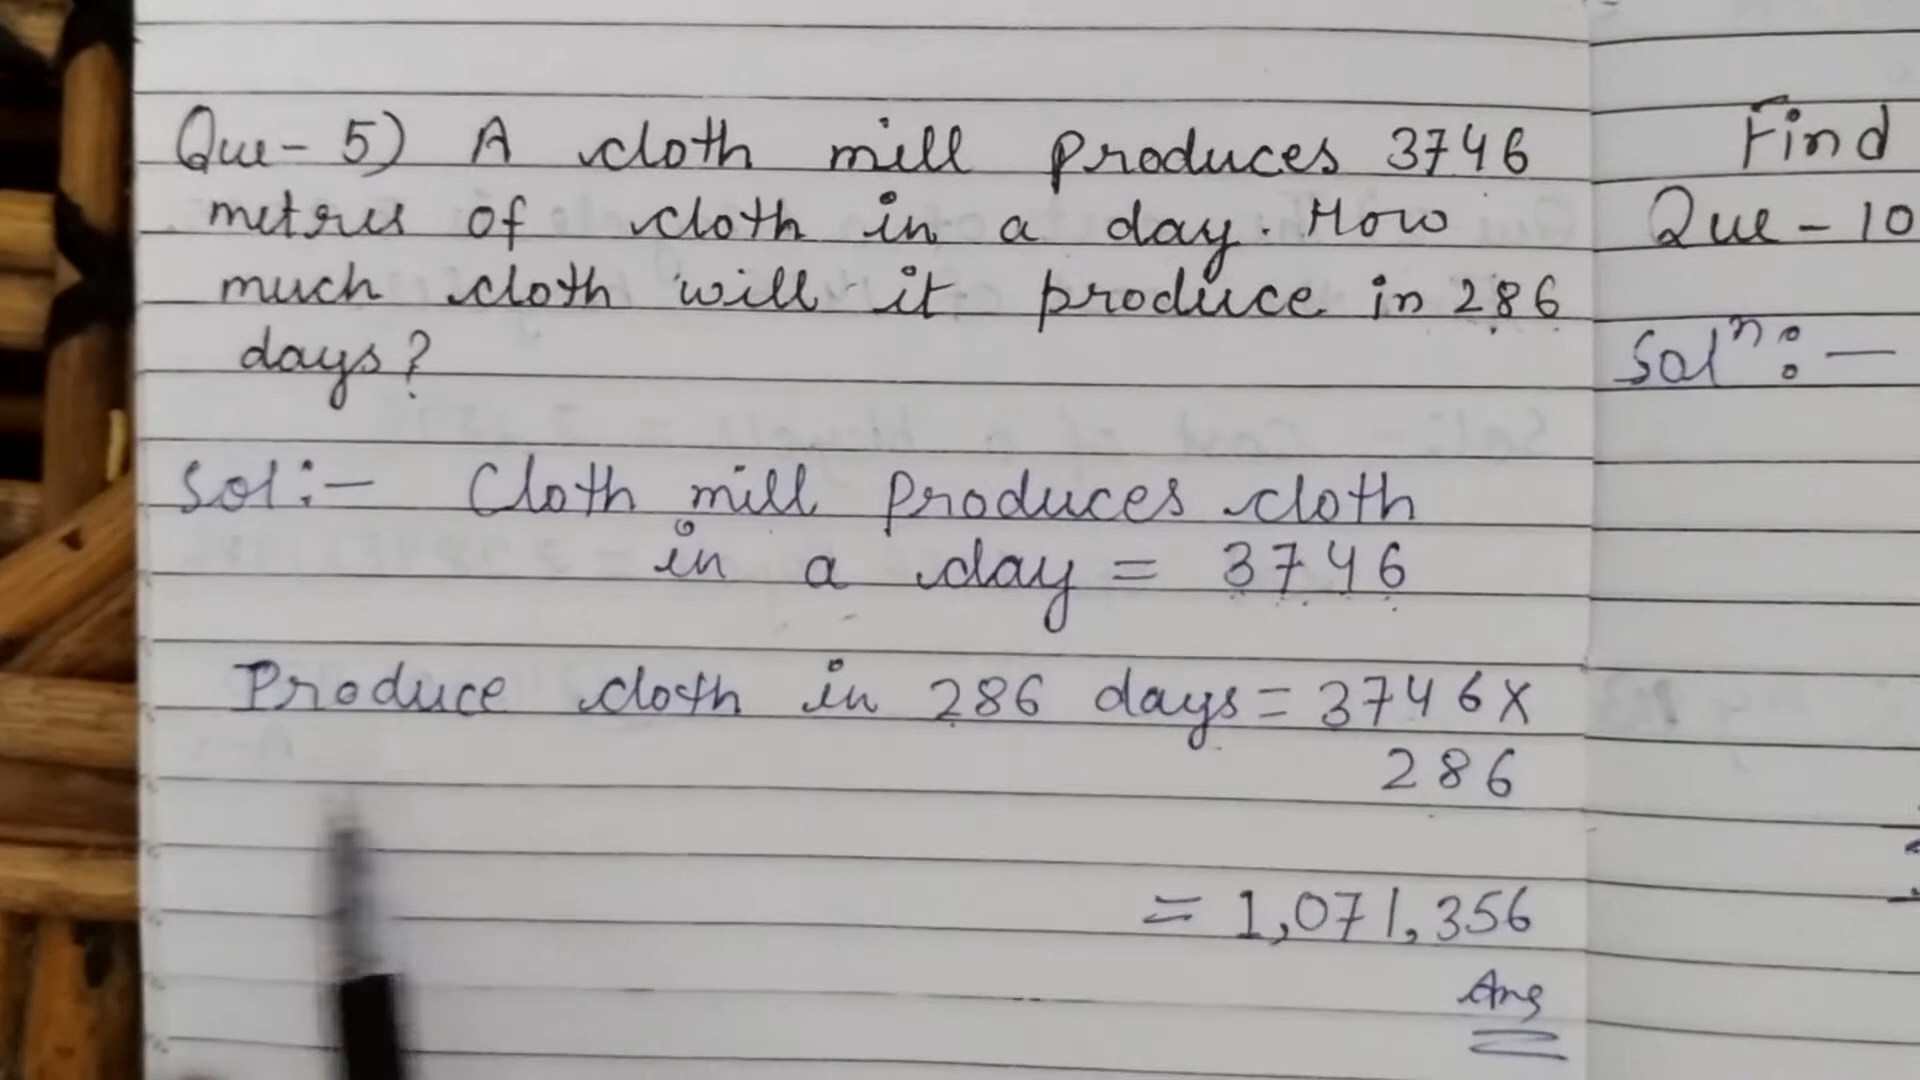 Que- 5) A cloth mill produces 3746
metres of cloth in a day. How
much cloth will it produce in 286
days?
Sol:- Cloth mill produces cloth
in a day = 3746
Produce cloth in 286 days = 3746 X
286
= 1,071,356
Ans
Find
Que - 10
Solⁿ: —